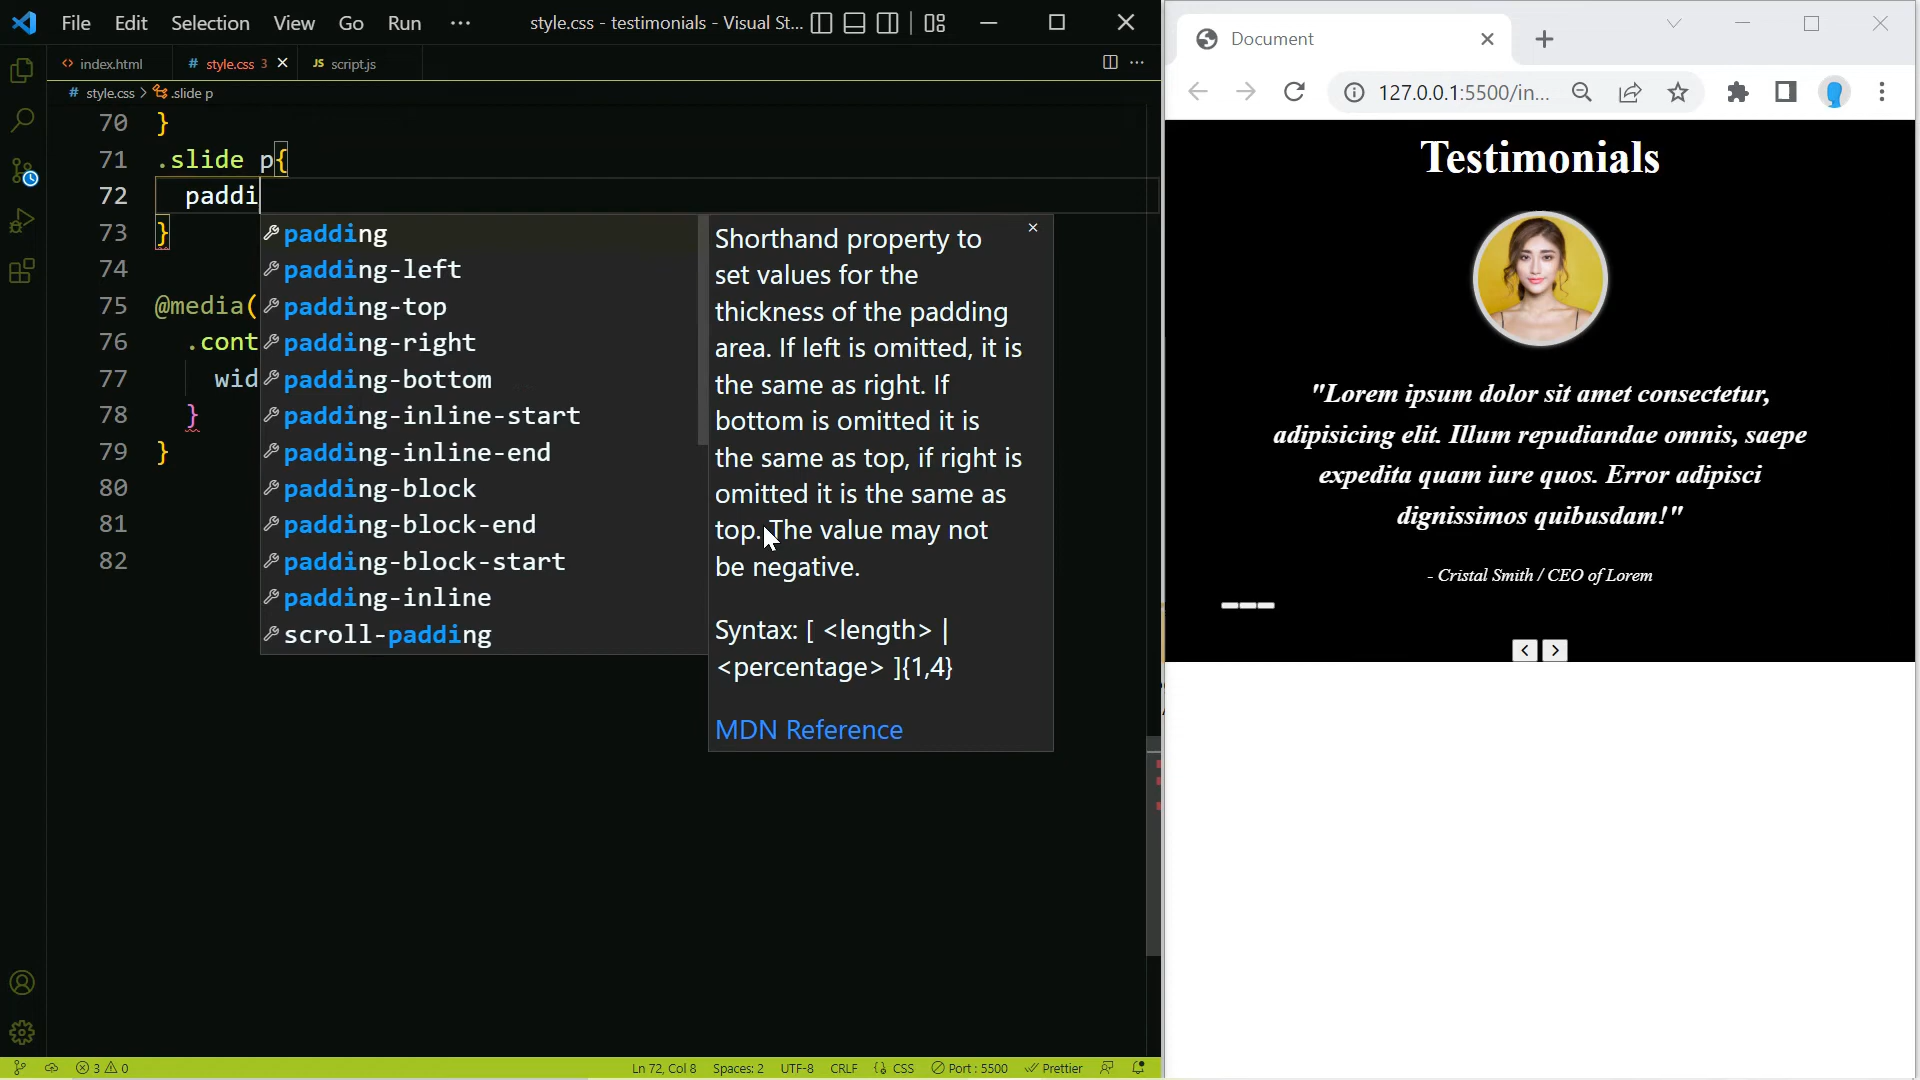 File Edit Selection View Go Run ··· style.css - testimonials - Visual St...
index.html # style.css 3 JS script.js
# style.css > .slide p
70 }
71 .slide p{
72 paddi
73 }
74
75 @media(
76 .cont
77 wid
78 }
79 }
80
81
82
padding
padding-left
padding-top
padding-right
padding-bottom
padding-inline-start
padding-inline-end
padding-block
padding-block-end
padding-block-start
padding-inline
scroll-padding
Shorthand property to
set values for the
thickness of the padding
area. If left is omitted, it is
the same as right. If
bottom is omitted it is
the same as top, if right is
omitted it is the same as
top. The value may not
be negative.
Syntax: [ <length> |
<percentage> ]{1,4}
MDN Reference
3 0 Ln 72, Col 8 Spaces: 2 UTF-8 CRLF {} CSS Port : 5500 Prettier
Document
127.0.0.1:5500/in...
Testimonials
"Lorem ipsum dolor sit amet consectetur,
adipisicing elit. Illum repudiandae omnis, saepe
expedita quam iure quos. Error adipisci
dignissimos quibusdam!"
- Cristal Smith / CEO of Lorem
< >